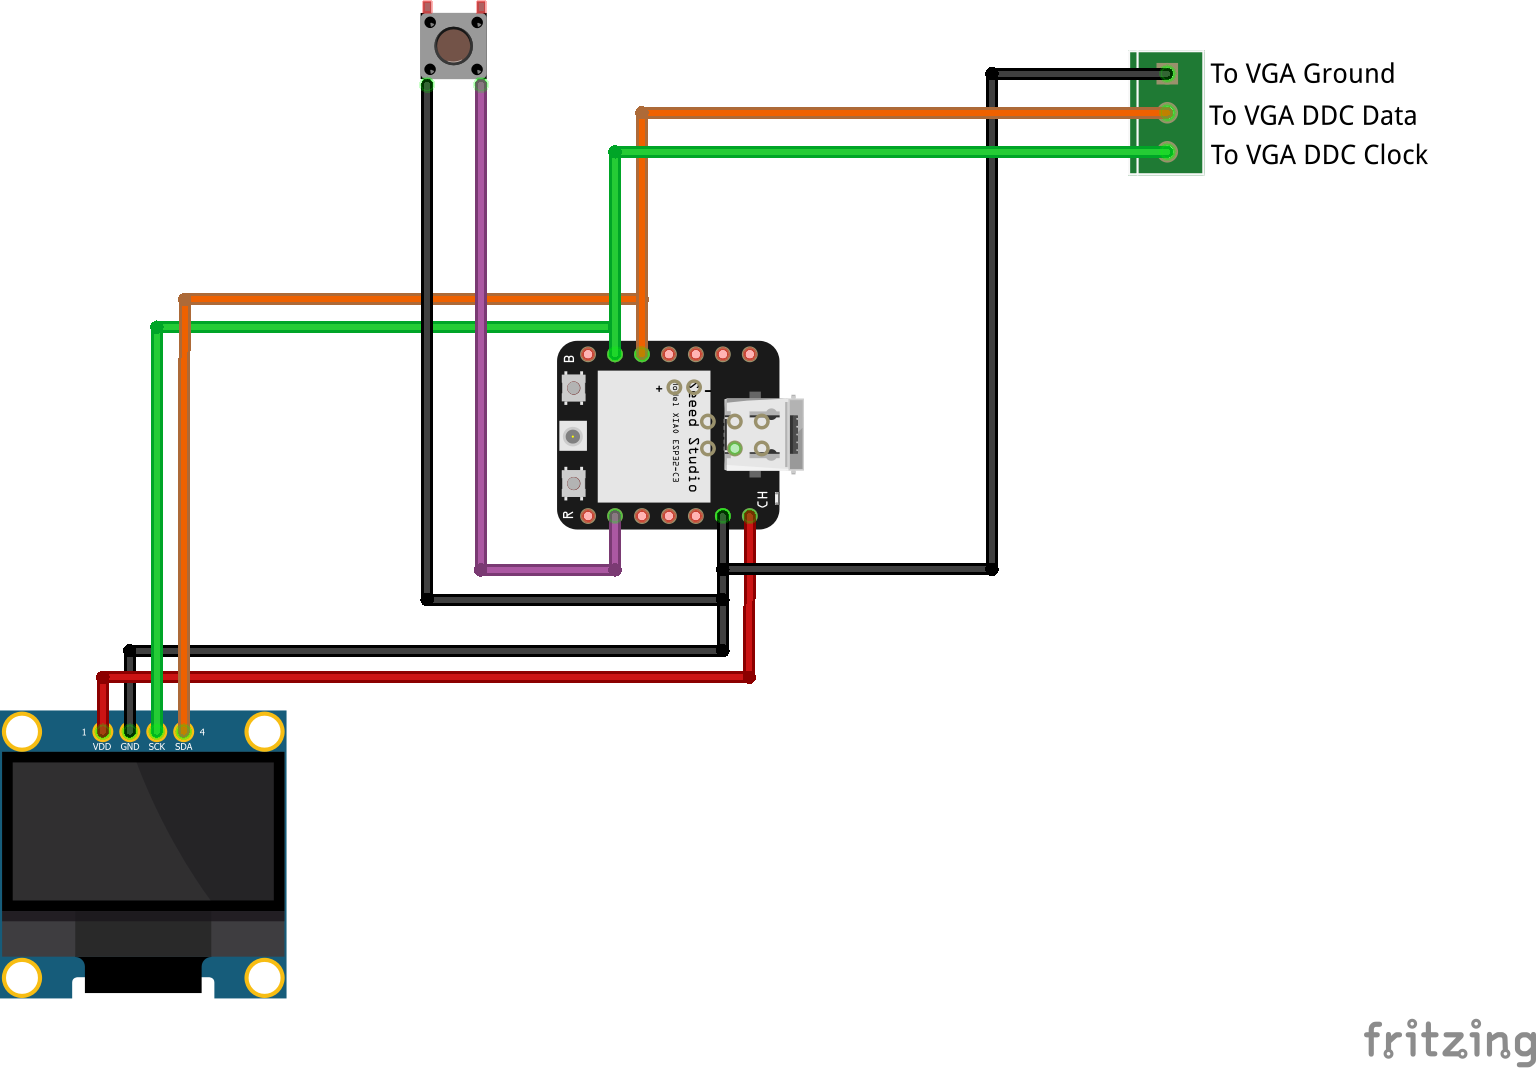 To VGA Ground
To VGA DDC Data
To VGA DDC Clock
B
+
-
Seeed Studio
XIAO ESP32-C3
R
CH
1
4
VDD
GND
SCK
SDA
fritzing